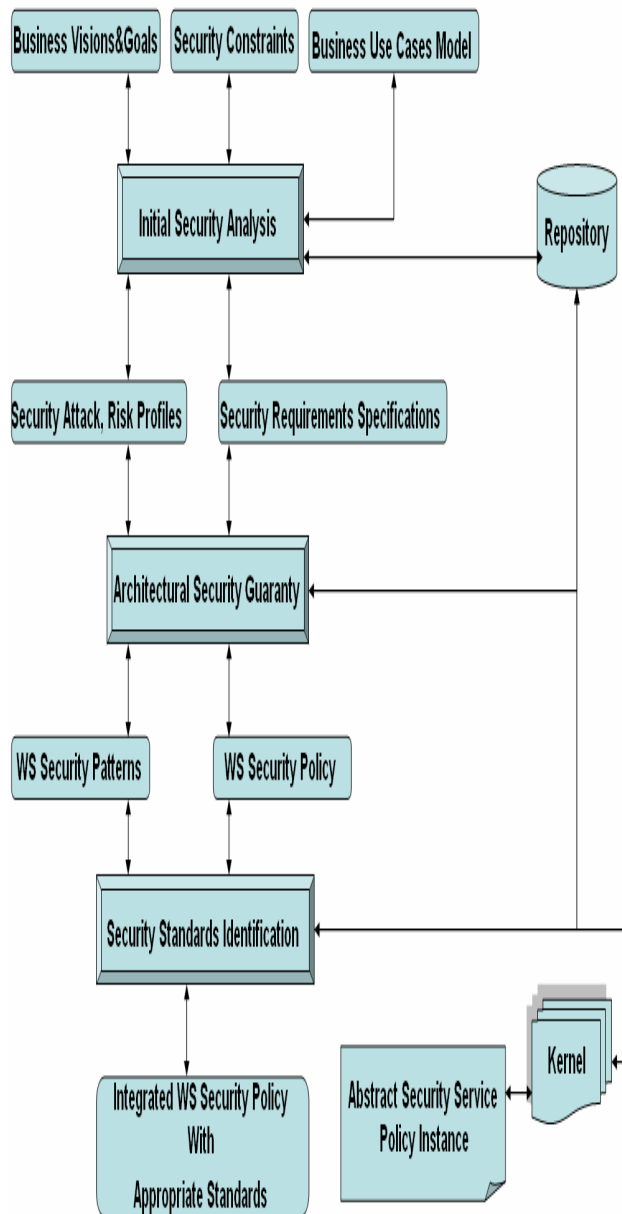 Business Visions&Goals
Security Constraints
Business Use Cases Model
Initial Security Analysis
Repository
Security Attack, Risk Profiles
Security Requirements Specifications
Architectural Security Guaranty
WS Security Patterns
WS Security Policy
Security Standards Identification
Integrated WS Security Policy
With
Appropriate Standards
Abstract Security Service
Policy Instance
Kernel